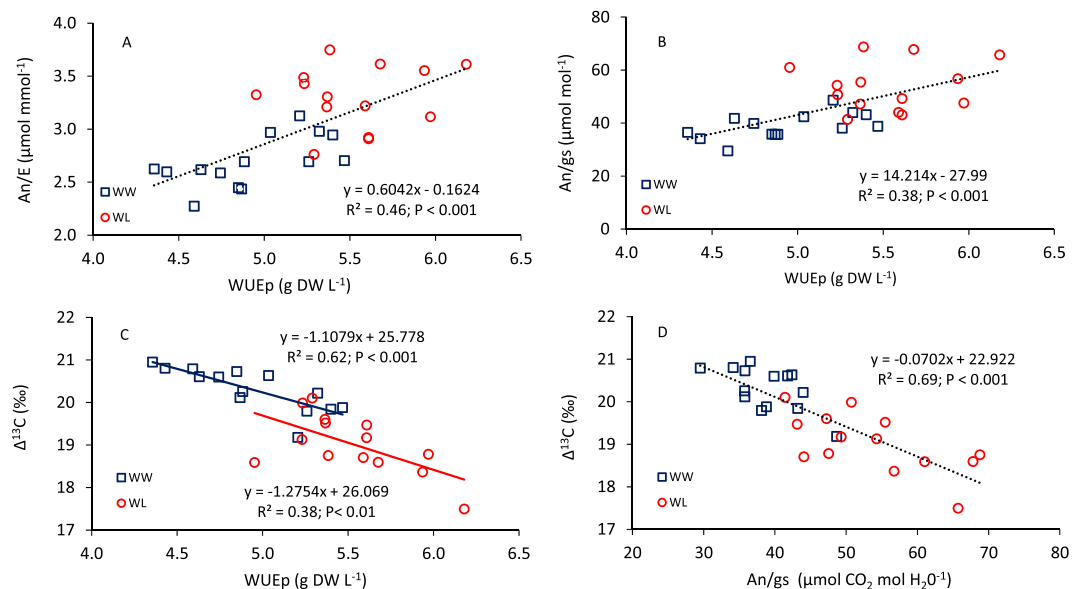 A
An/E (µmol mmol⁻¹)
4.0
3.5
3.0
2.5
2.0
WW
WL
y = 0.6042x - 0.1624
R² = 0.46; P < 0.001
4.0 4.5 5.0 5.5 6.0 6.5
WUEp (g DW L⁻¹)
B
An/gs (µmol mol⁻¹)
80
60
40
20
0
WW
WL
y = 14.214x - 27.99
R² = 0.38; P < 0.001
4.0 4.5 5.0 5.5 6.0 6.5
WUEp (g DW L⁻¹)
C
Δ¹³C (‰)
22
21
20
19
18
17
y = -1.1079x + 25.778
R² = 0.62; P < 0.001
WW
WL
y = -1.2754x + 26.069
R² = 0.38; P< 0.01
4.0 4.5 5.0 5.5 6.0 6.5
WUEp (g DW L⁻¹)
D
Δ¹³C (‰)
22
21
20
19
18
17
y = -0.0702x + 22.922
R² = 0.69; P < 0.001
WW
WL
20 30 40 50 60 70 80
An/gs (µmol CO₂ mol H₂0⁻¹)